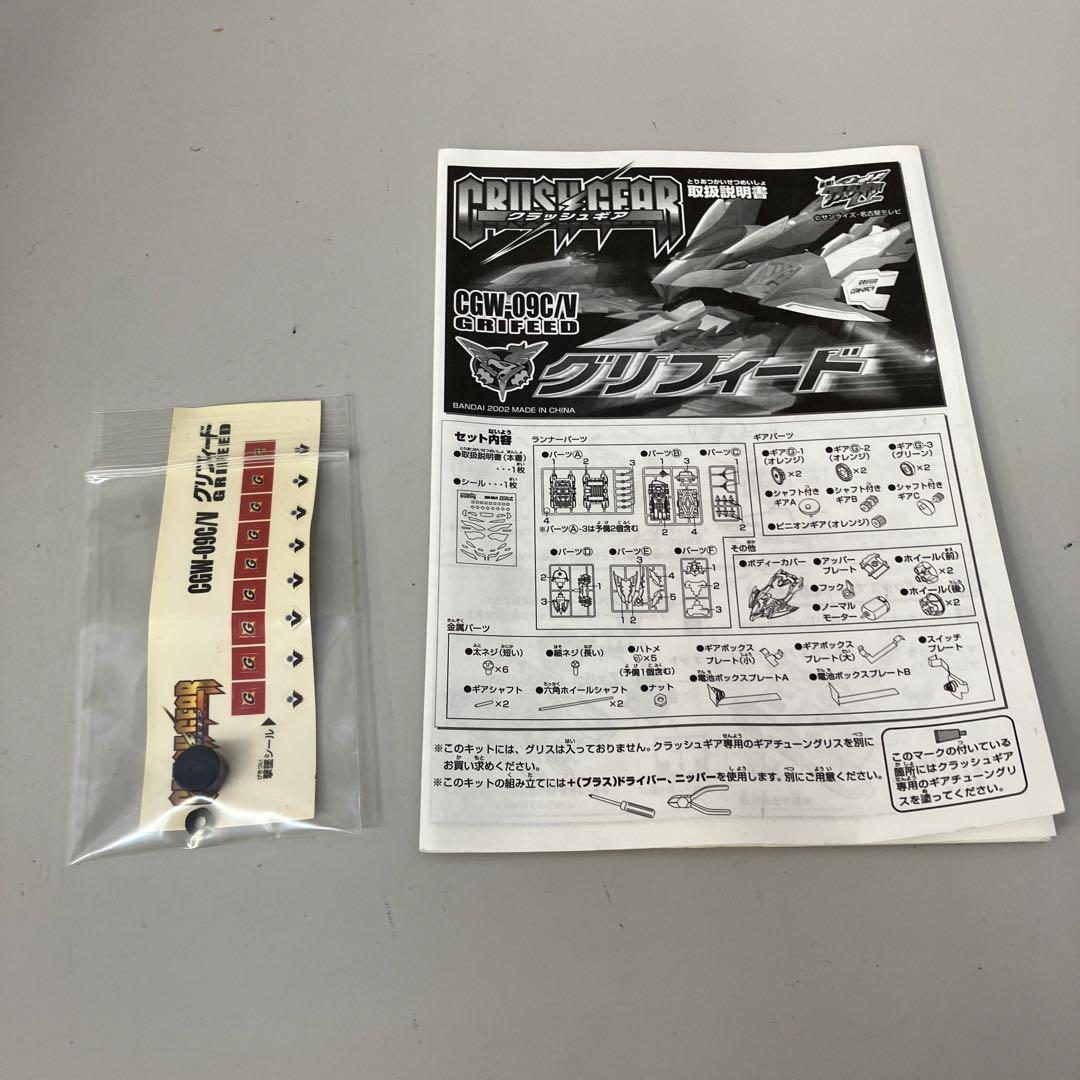 CGW-09C/V グリフィード
GRIFEED
G G G G G G G G
CRUSH GEAR
げきついシール
撃墜シール▶
CRUSH GEAR
クラッシュギア
とりあつかいせつめいしょ
取扱説明書
©サンライズ・名古屋テレビ
GRIFEED
CGW-09C/V
CGW-09C/V
GRIFEED
グリフィード
BANDAI 2002 MADE IN CHINA
セット内容
ないよう
●取扱説明書(本書)
・・・1枚
●シール・・・1枚
ランナーパーツ
●パーツⒶ
●パーツⒷ
●パーツⒸ
※パーツⒶ-3は予備2個含む
●パーツⒹ
●パーツⒺ
●パーツⒻ
ギアパーツ
●ギアⒼ-1
(オレンジ)
×2
●ギアⒼ-2
(オレンジ)
×2
●ギアⒼ-3
(グリーン)
×2
●シャフト付き
ギアA
●シャフト付き
ギアB
●シャフト付き
ギアC
●ピニオンギア(オレンジ)
その他
●ボディーカバー
●アッパー
プレート
●フック
●ノーマル
モーター
●ホイール(前)
×2
●ホイール(後)
×2
金属パーツ
●太ネジ(短い)
×6
●細ネジ(長い)
●ハトメ
×5
(予備1個含む)
●ギアボックス
プレート(小)
●ギアボックス
プレート(大)
●スイッチ
プレート
●ギアシャフト
×2
●六角ホイールシャフト
×2
●ナット
●電池ボックスプレートA
●電池ボックスプレートB
※このキットには、グリスは入っておりません。クラッシュギア専用のギアチューングリスを別に
お買い求めください。
※このキットの組み立てには+(プラス)ドライバー、ニッパーを使用します。別にご用意ください。
このマークの付いている
箇所にはクラッシュギア
専用のギアチューングリ
スを塗ってください。